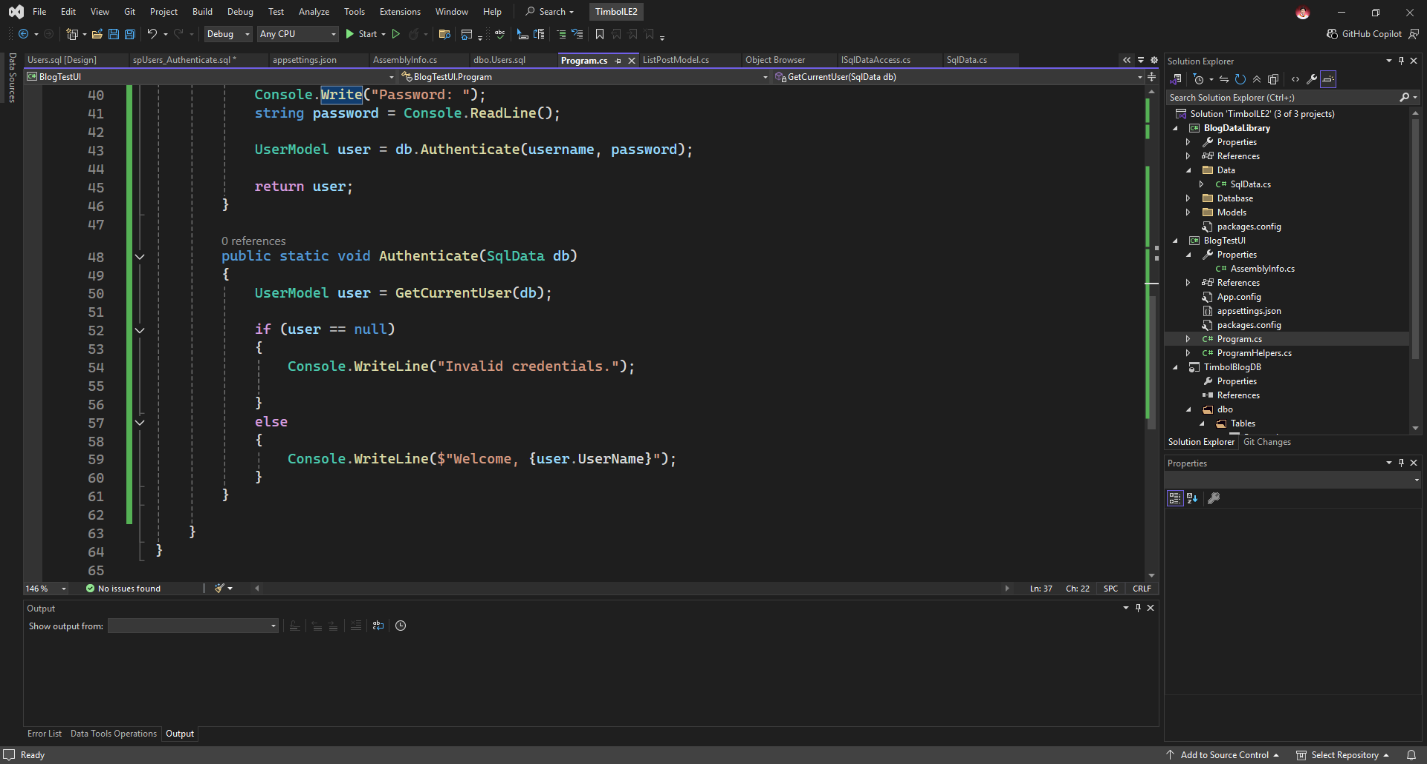 File Edit View Git Project Build Debug Test Analyze Tools Extensions Window Help Search TimbolLE2
Debug Any CPU Start GitHub Copilot
Data Sources
Users.sql [Design] spUsers_Authenticate.sql * appsettings.json AssemblyInfo.cs dbo.Users.sql Program.cs ListPostModel.cs Object Browser ISqlDataAccess.cs SqlData.cs
BlogTestUI BlogTestUI.Program GetCurrentUser(SqlData db)
40 Console.Write("Password: ");
41 string password = Console.ReadLine();
42
43 UserModel user = db.Authenticate(username, password);
44
45 return user;
46 }
47
0 references
48 public static void Authenticate(SqlData db)
49 {
50 UserModel user = GetCurrentUser(db);
51
52 if (user == null)
53 {
54 Console.WriteLine("Invalid credentials.");
55
56 }
57 else
58 {
59 Console.WriteLine($"Welcome, {user.UserName}");
60 }
61 }
62
63 }
64 }
65
146 % No issues found Ln: 37 Ch: 22 SPC CRLF
Output
Show output from:
Error List Data Tools Operations Output
Solution Explorer
Search Solution Explorer (Ctrl+;)
Solution 'TimbolLE2' (3 of 3 projects)
BlogDataLibrary
Properties
References
Data
C# SqlData.cs
Database
Models
packages.config
BlogTestUI
Properties
C# AssemblyInfo.cs
References
App.config
appsettings.json
packages.config
C# Program.cs
C# ProgramHelpers.cs
TimbolBlogDB
Properties
References
dbo
Tables
Solution Explorer Git Changes
Properties
Ready Add to Source Control Select Repository